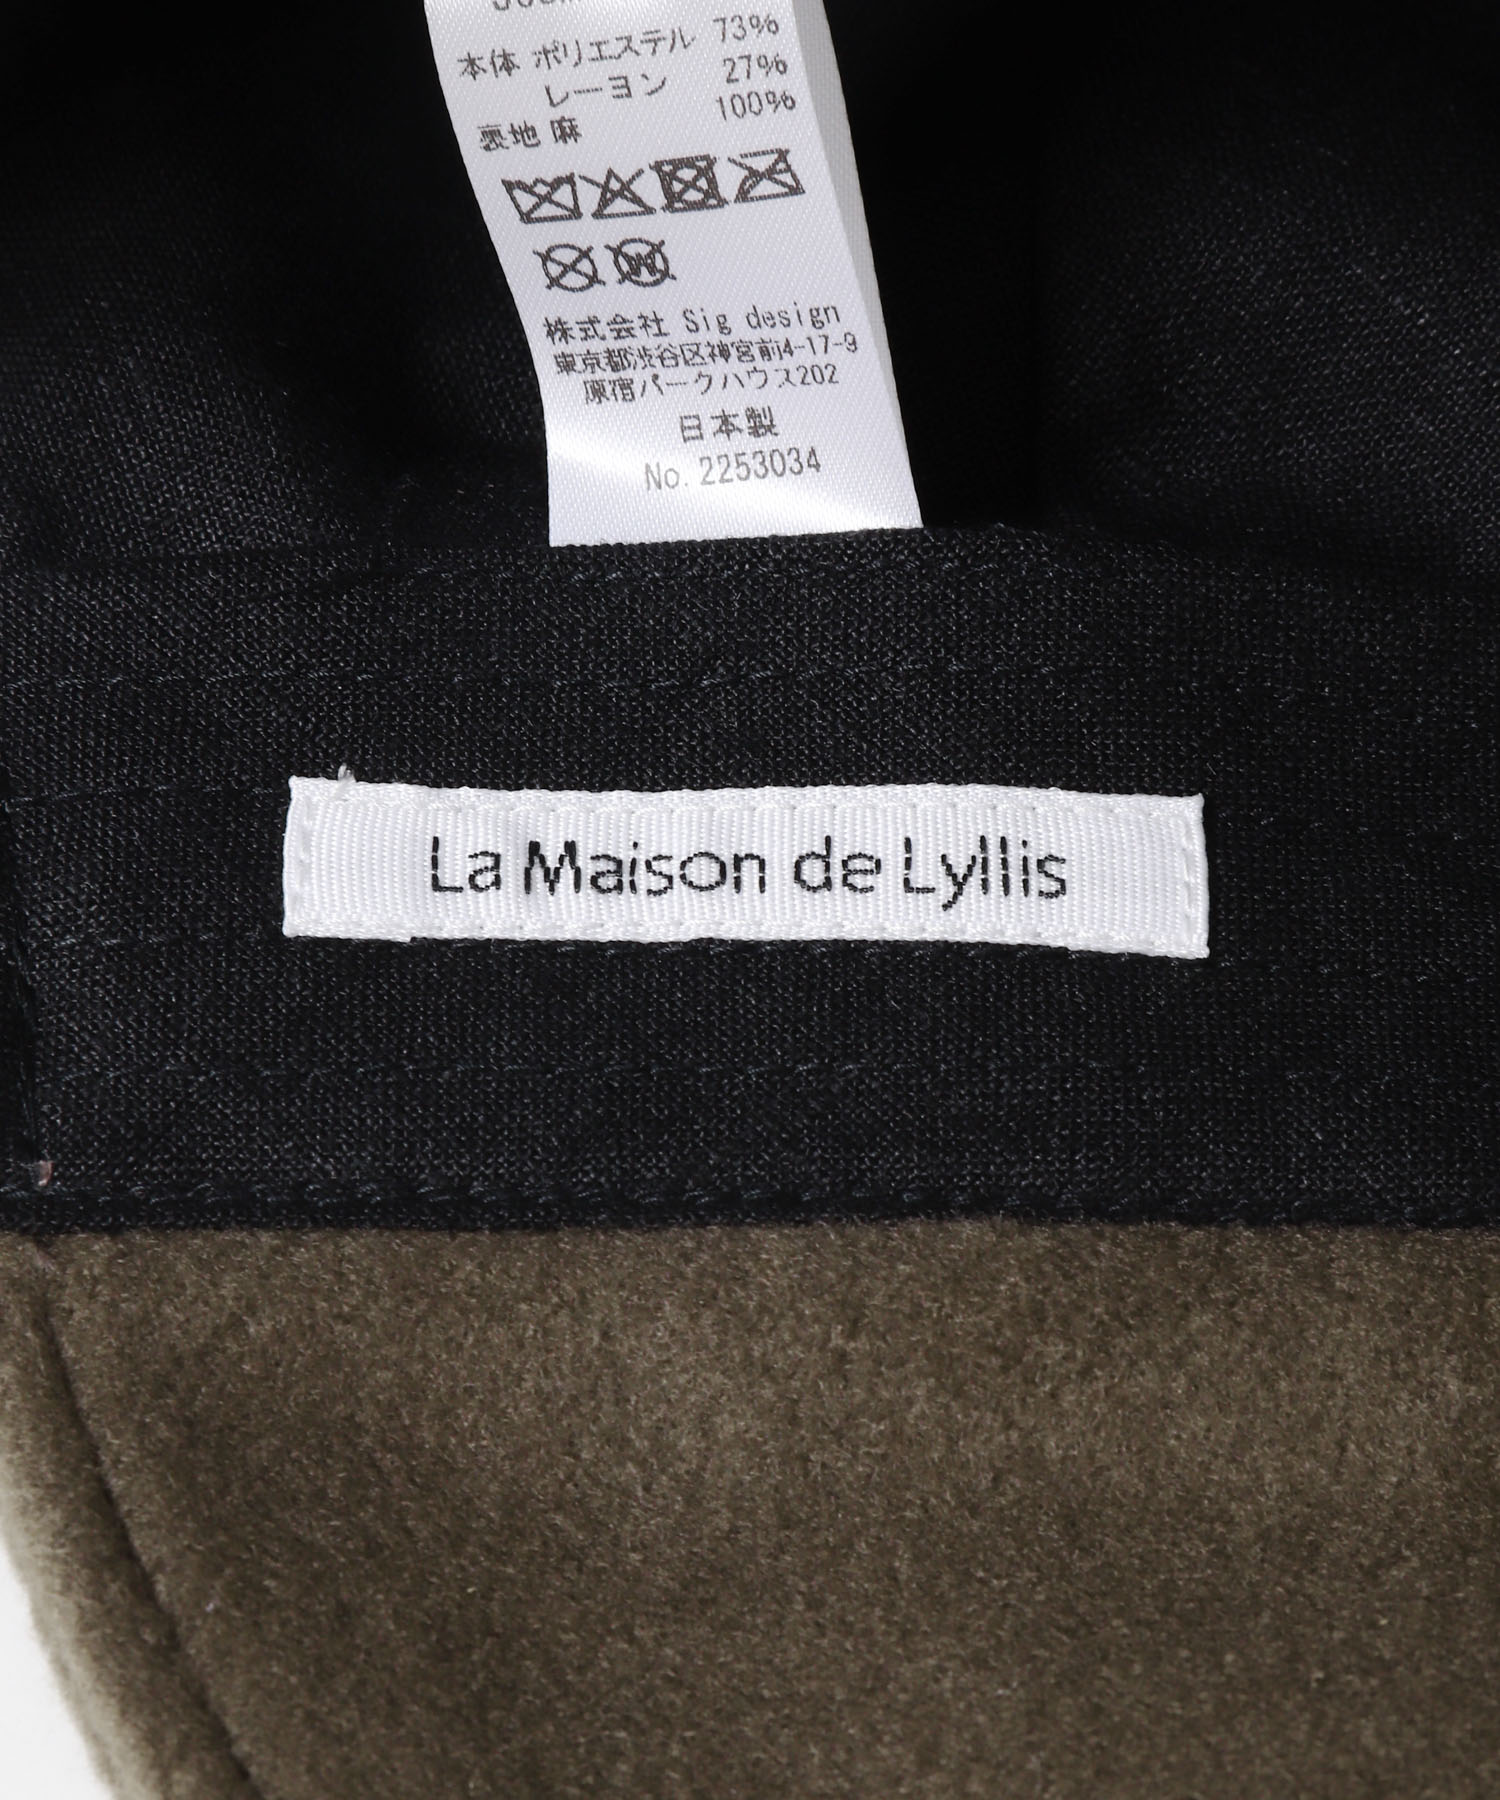 本体 ポリエステル 73%
レーヨン 27%
裏地 麻 100%
株式会社 Sig design
東京都渋谷区神宮前4-17-9
原宿パークハウス202
日本製
No. 2253034
La Maison de Lyllis